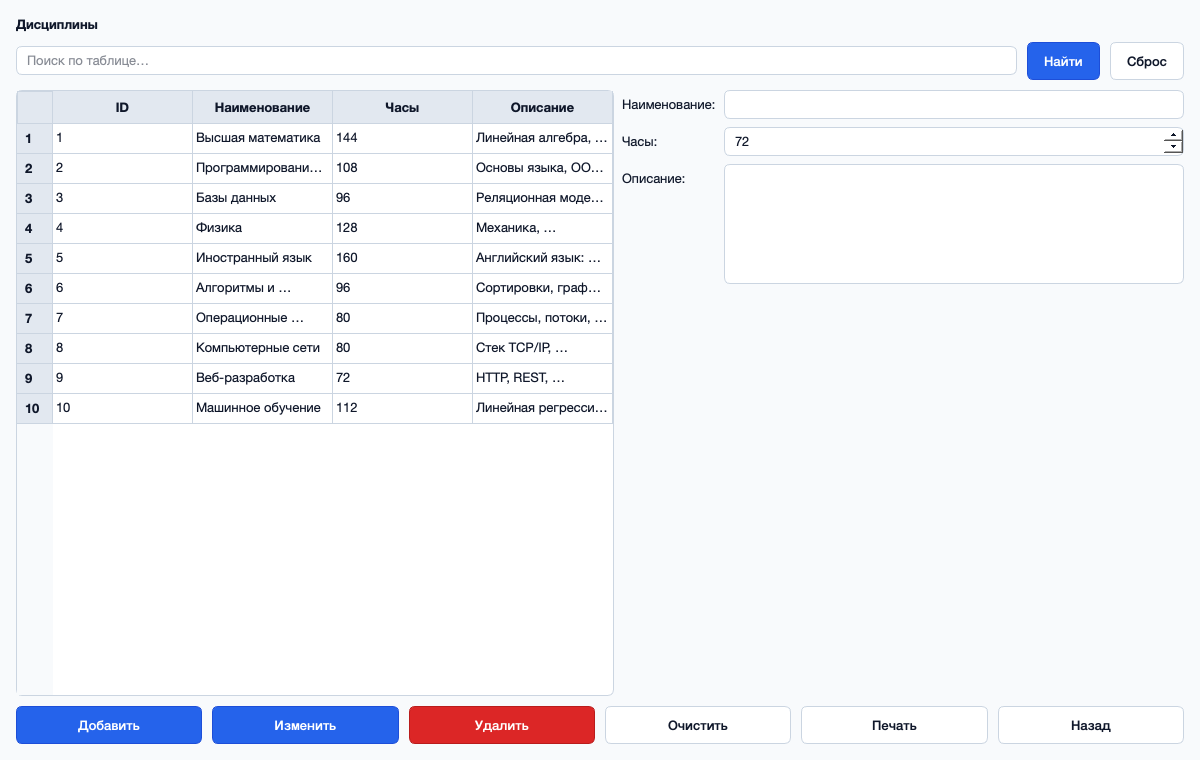 Дисциплины
Поиск по таблице...
Найти
Сброс
ID Наименование Часы Описание
1 1 Высшая математика 144 Линейная алгебра, ...
2 2 Программировани... 108 Основы языка, ОО...
3 3 Базы данных 96 Реляционная моде...
4 4 Физика 128 Механика, ...
5 5 Иностранный язык 160 Английский язык: ...
6 6 Алгоритмы и ... 96 Сортировки, граф...
7 7 Операционные ... 80 Процессы, потоки, ...
8 8 Компьютерные сети 80 Стек TCP/IP, ...
9 9 Веб-разработка 72 HTTP, REST, ...
10 10 Машинное обучение 112 Линейная регресси...
Наименование:
Часы: 72
Описание:
Добавить Изменить Удалить Очистить Печать Назад